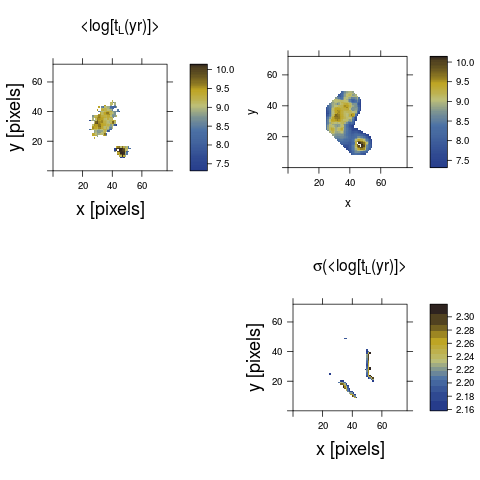 <log[t_L(yr)]>
y [pixels]
60
40
20
20 40 60
x [pixels]
10.0
9.5
9.0
8.5
8.0
7.5
y
60
40
20
0
0 20 40 60
x
10.0
9.5
9.0
8.5
8.0
7.5
σ(<log[t_L(yr)]>
y [pixels]
60
40
20
20 40 60
x [pixels]
2.30
2.28
2.26
2.24
2.22
2.20
2.18
2.16